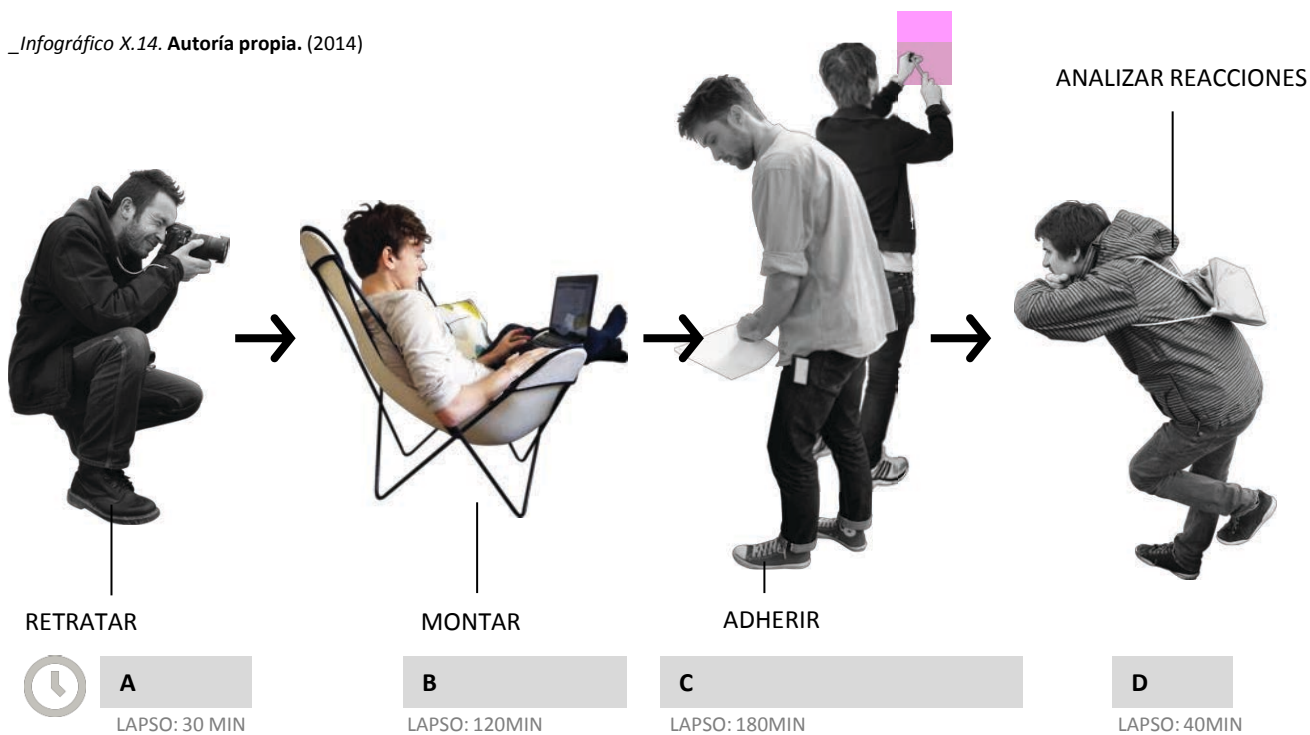 _Infográfico X.14. Autoría propia. (2014)
ANALIZAR REACCIONES
RETRATAR
MONTAR
ADHERIR
A
B
C
D
LAPSO: 30 MIN
LAPSO: 120MIN
LAPSO: 180MIN
LAPSO: 40MIN